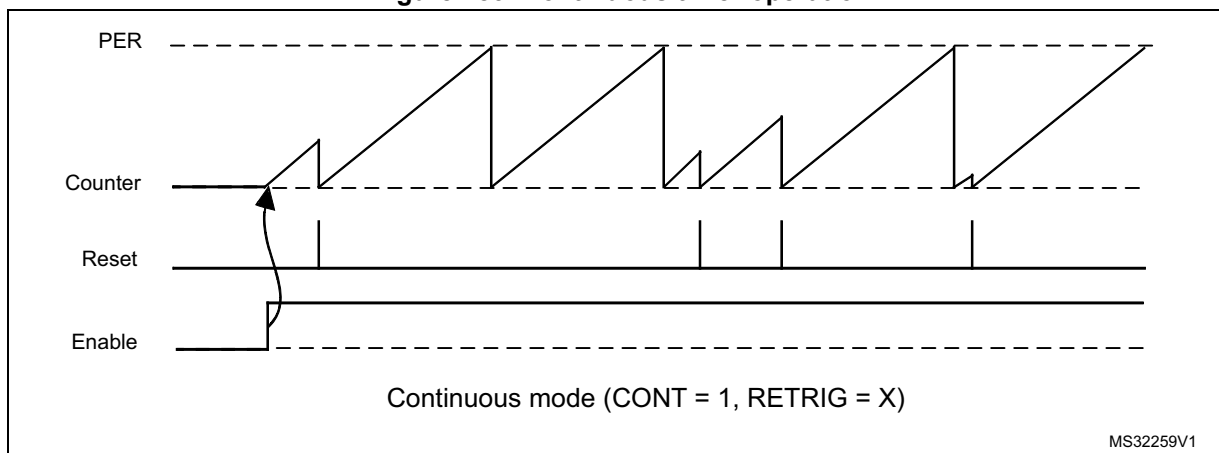 PER
Counter
Reset
Enable
Continuous mode (CONT = 1, RETRIG = X)
MS32259V1